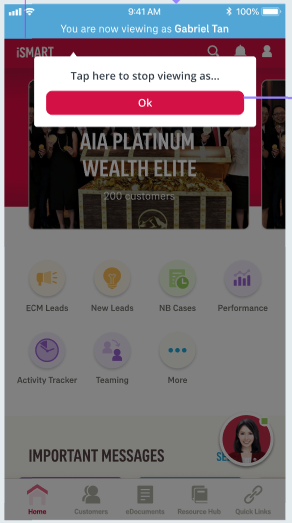 9:41 AM
100%
You are now viewing as Gabriel Tan
iSMART
Tap here to stop viewing as...
Ok
AIA PLATINUM
WEALTH ELITE
200 customers
ECM Leads
New Leads
NB Cases
Performance
Activity Tracker
Teaming
More
IMPORTANT MESSAGES
Home
Customers
eDocuments
Resource Hub
Quick Links